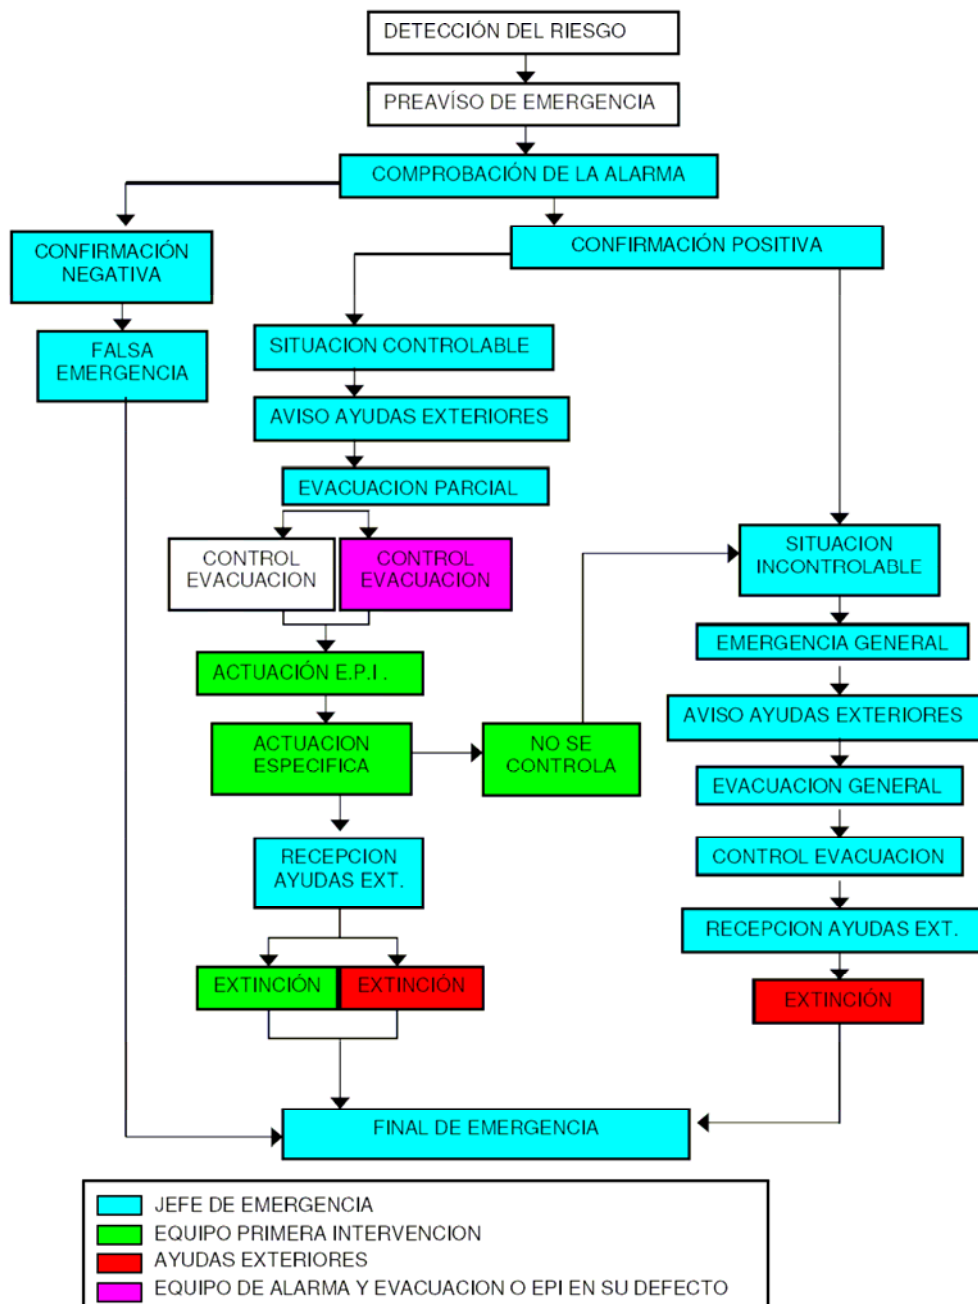 DETECCIÓN DEL RIESGO
PREAVÍSO DE EMERGENCIA
COMPROBACIÓN DE LA ALARMA
CONFIRMACIÓN
NEGATIVA
CONFIRMACIÓN POSITIVA
FALSA
EMERGENCIA
SITUACION CONTROLABLE
AVISO AYUDAS EXTERIORES
EVACUACION PARCIAL
CONTROL
EVACUACION
CONTROL
EVACUACION
SITUACION
INCONTROLABLE
ACTUACIÓN E.P.I .
EMERGENCIA GENERAL
ACTUACION
ESPECIFICA
NO SE
CONTROLA
AVISO AYUDAS EXTERIORES
EVACUACION GENERAL
RECEPCION
AYUDAS EXT.
CONTROL EVACUACION
RECEPCION AYUDAS EXT.
EXTINCIÓN
EXTINCIÓN
EXTINCIÓN
FINAL DE EMERGENCIA
JEFE DE EMERGENCIA
EQUIPO PRIMERA INTERVENCION
AYUDAS EXTERIORES
EQUIPO DE ALARMA Y EVACUACION O EPI EN SU DEFECTO